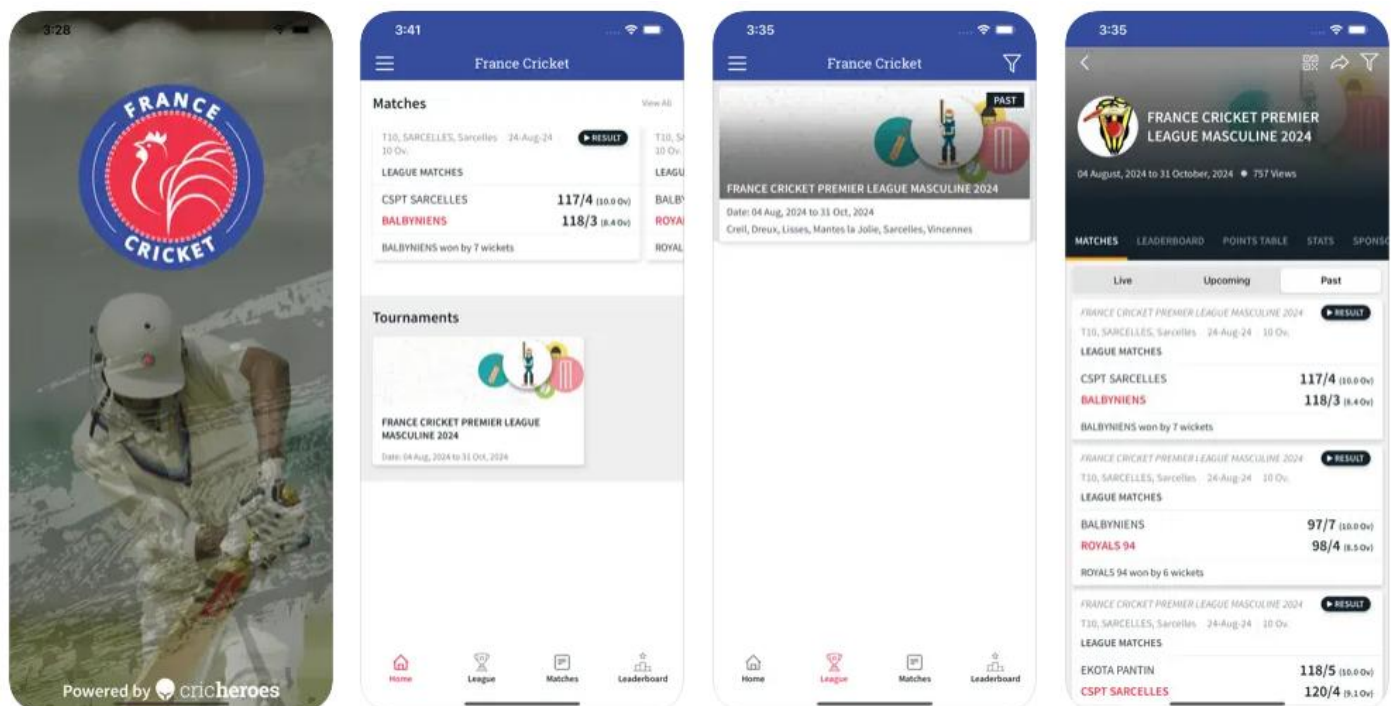 3:28
FRANCE
CRICKET
Powered by cricheroes
3:41
France Cricket
Matches
View All
T10, SARCELLES, Sarcelles 24-Aug-24
10 Ov.
RESULT
LEAGUE MATCHES
CSPT SARCELLES 117/4 (10.0 Ov)
BALBYNIENS 118/3 (8.4 Ov)
BALBYNIENS won by 7 wickets
T10, SA
LEAGU
BALBY
ROYA
ROYAL
Tournaments
FRANCE CRICKET PREMIER LEAGUE
MASCULINE 2024
Date: 04 Aug, 2024 to 31 Oct, 2024
Home League Matches Leaderboard
3:35
France Cricket
PAST
FRANCE CRICKET PREMIER LEAGUE MASCULINE 2024
Date: 04 Aug, 2024 to 31 Oct, 2024
Creil, Dreux, Lisses, Mantes la Jolie, Sarcelles, Vincennes
Home League Matches Leaderboard
3:35
FRANCE CRICKET PREMIER
LEAGUE MASCULINE 2024
04 August, 2024 to 31 October, 2024 757 Views
MATCHES LEADERBOARD POINTS TABLE STATS SPONSO
Live Upcoming Past
FRANCE CRICKET PREMIER LEAGUE MASCULINE 2024 RESULT
T10, SARCELLES, Sarcelles 24-Aug-24 10 Ov.
LEAGUE MATCHES
CSPT SARCELLES 117/4 (10.0 Ov)
BALBYNIENS 118/3 (8.4 Ov)
BALBYNIENS won by 7 wickets
FRANCE CRICKET PREMIER LEAGUE MASCULINE 2024 RESULT
T10, SARCELLES, Sarcelles 24-Aug-24 10 Ov.
LEAGUE MATCHES
BALBYNIENS 97/7 (10.0 Ov)
ROYALS 94 98/4 (8.5 Ov)
ROYALS 94 won by 6 wickets
FRANCE CRICKET PREMIER LEAGUE MASCULINE 2024 RESULT
T10, SARCELLES, Sarcelles 24-Aug-24 10 Ov.
LEAGUE MATCHES
EKOTA PANTIN 118/5 (10.0 Ov)
CSPT SARCELLES 120/4 (9.1 Ov)